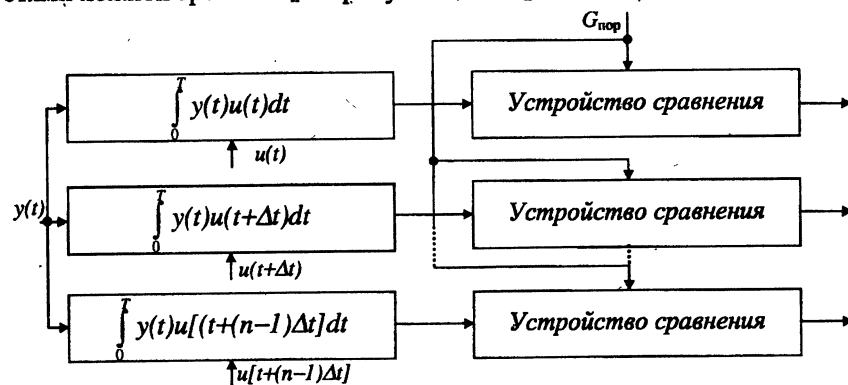 G_пор
∫₀ᵀ y(t)u(t)dt
Устройство сравнения
u(t)
y(t)
∫₀ᵀ y(t)u(t+Δt)dt
Устройство сравнения
u(t+Δt)
∫₀ᵀ y(t)u[(t+(n−1)Δt]dt
Устройство сравнения
u[t+(n−1)Δt]